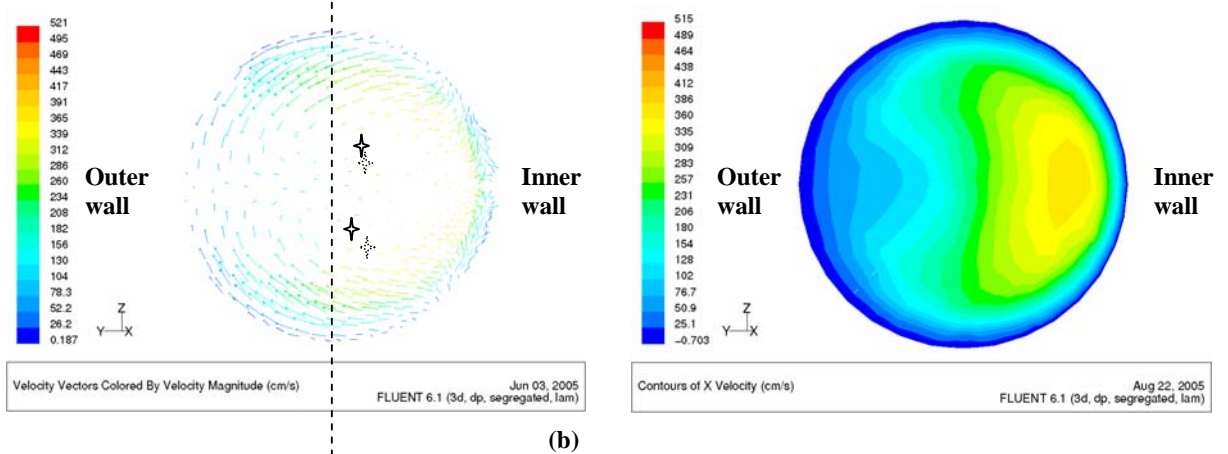 521
495
469
443
417
391
365
339
312
286
260
234
208
182
156
130
104
78.3
52.2
26.2
0.187
Outer
wall
Inner
wall
Z
Y X
Velocity Vectors Colored By Velocity Magnitude (cm/s)
Jun 03, 2005
FLUENT 6.1 (3d, dp, segregated, lam)
(b)
515
489
464
438
412
386
360
335
309
283
257
231
206
180
154
128
102
76.7
50.9
25.1
-0.703
Outer
wall
Inner
wall
Z
Y X
Contours of X Velocity (cm/s)
Aug 22, 2005
FLUENT 6.1 (3d, dp, segregated, lam)